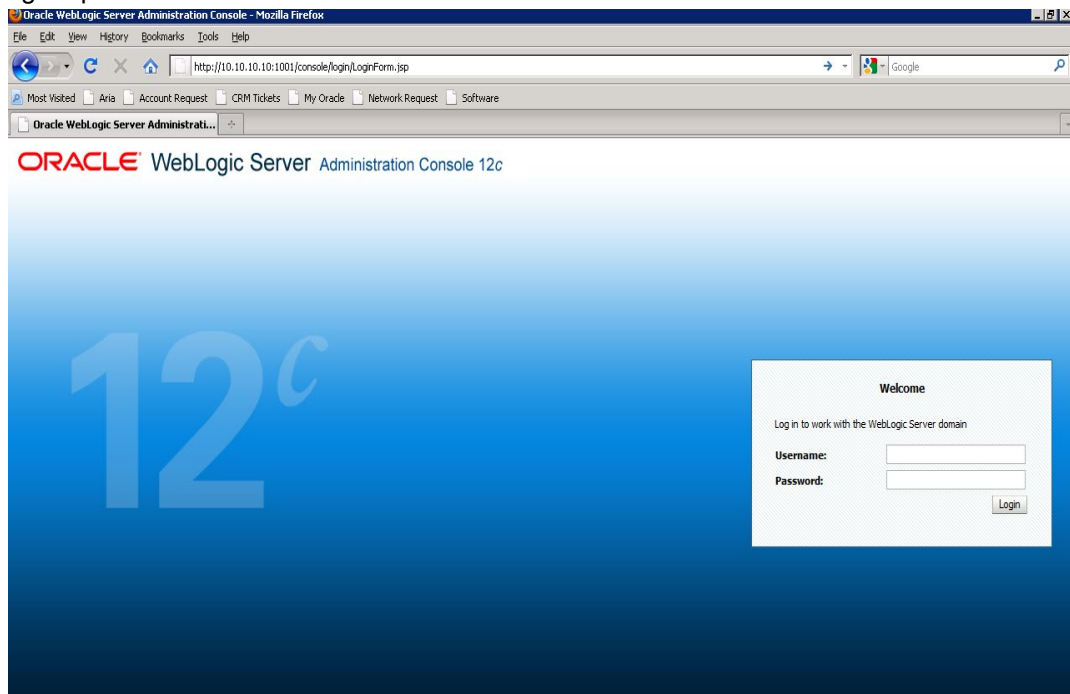 Oracle WebLogic Server Administration Console - Mozilla Firefox
File Edit View History Bookmarks Tools Help
http://10.10.10.10:1001/console/login/LoginForm.jsp Google
Most Visited Aria Account Request CRM Tickets My Oracle Network Request Software
Oracle WebLogic Server Administrati...
ORACLE WebLogic Server Administration Console 12c
12c
Welcome
Log in to work with the WebLogic Server domain
Username:
Password:
Login